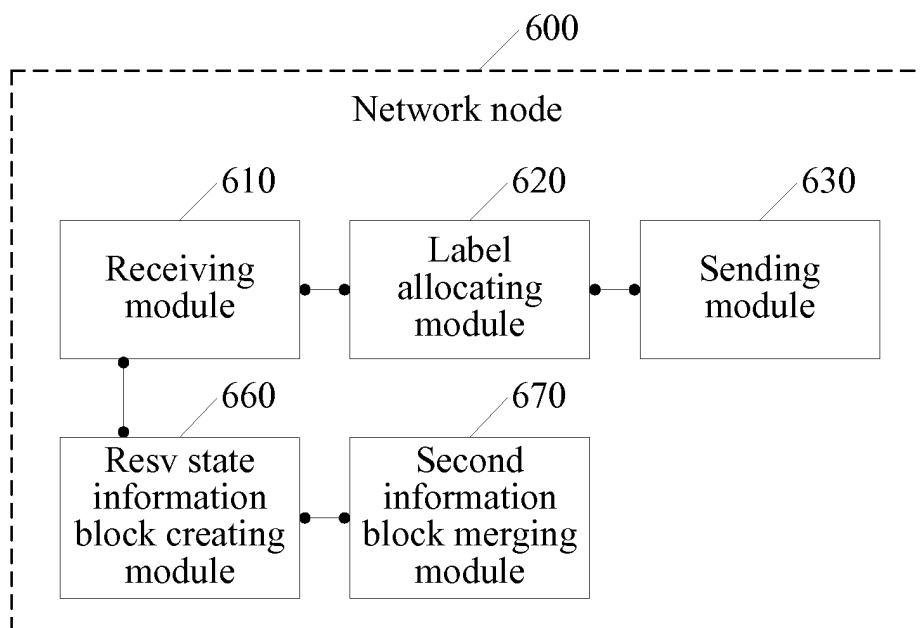 600
Network node
610
620
630
Receiving
module
Label
allocating
module
Sending
module
660
670
Resv state
information
block creating
module
Second
information
block merging
module